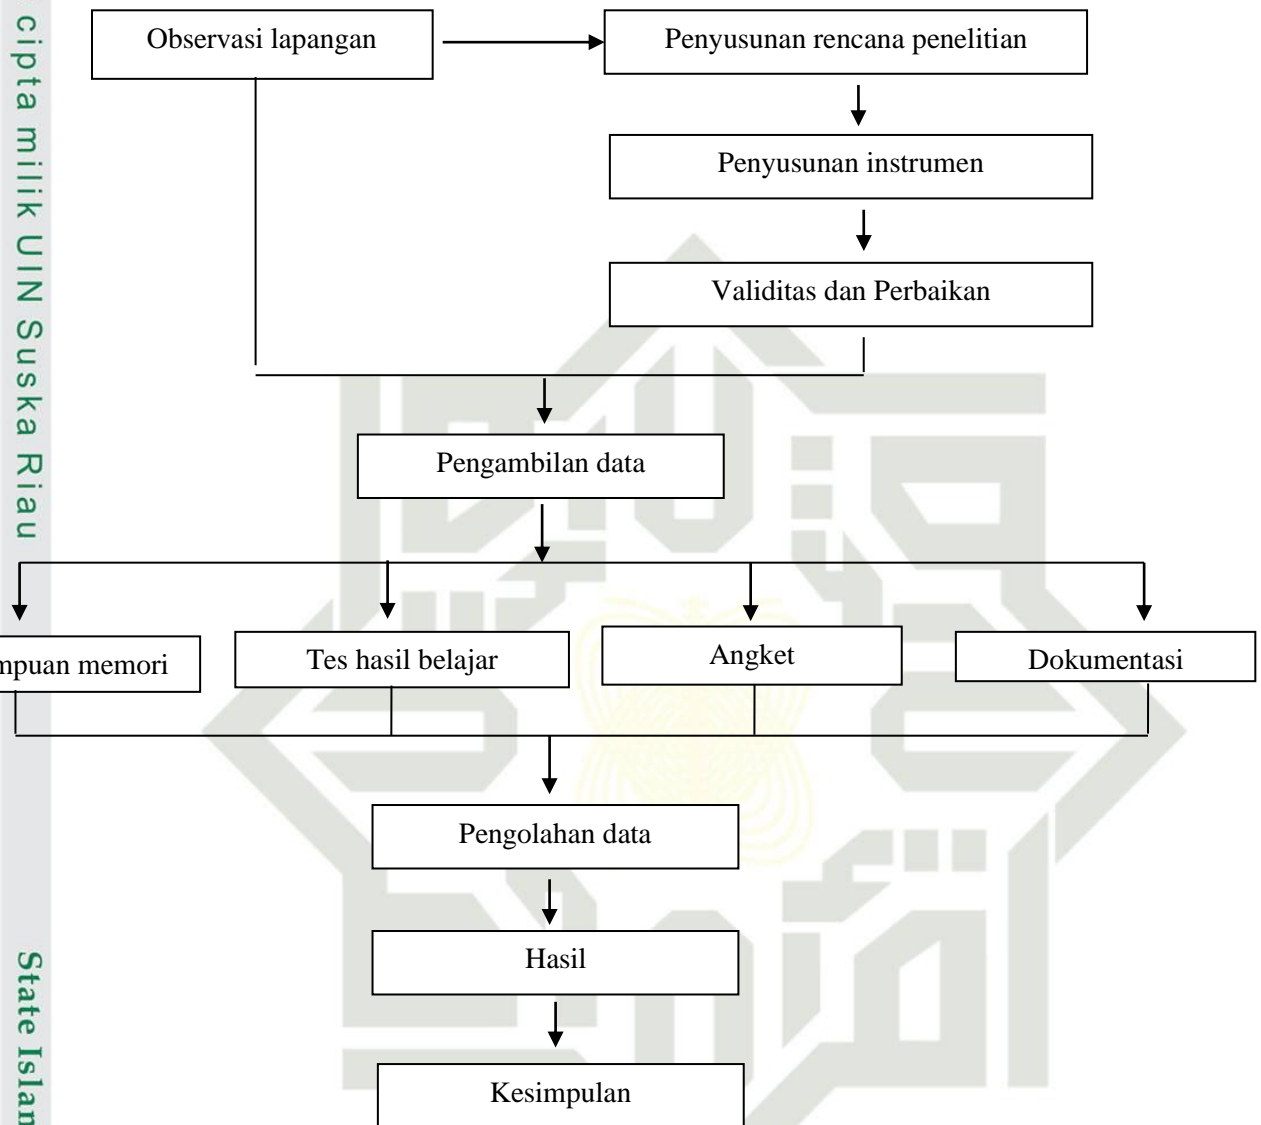 cipta milik UIN Suska Riau
State Islam
Observasi lapangan
Penyusunan rencana penelitian
Penyusunan instrumen
Validitas dan Perbaikan
Pengambilan data
memori
Tes hasil belajar
Angket
Dokumentasi
Pengolahan data
Hasil
Kesimpulan